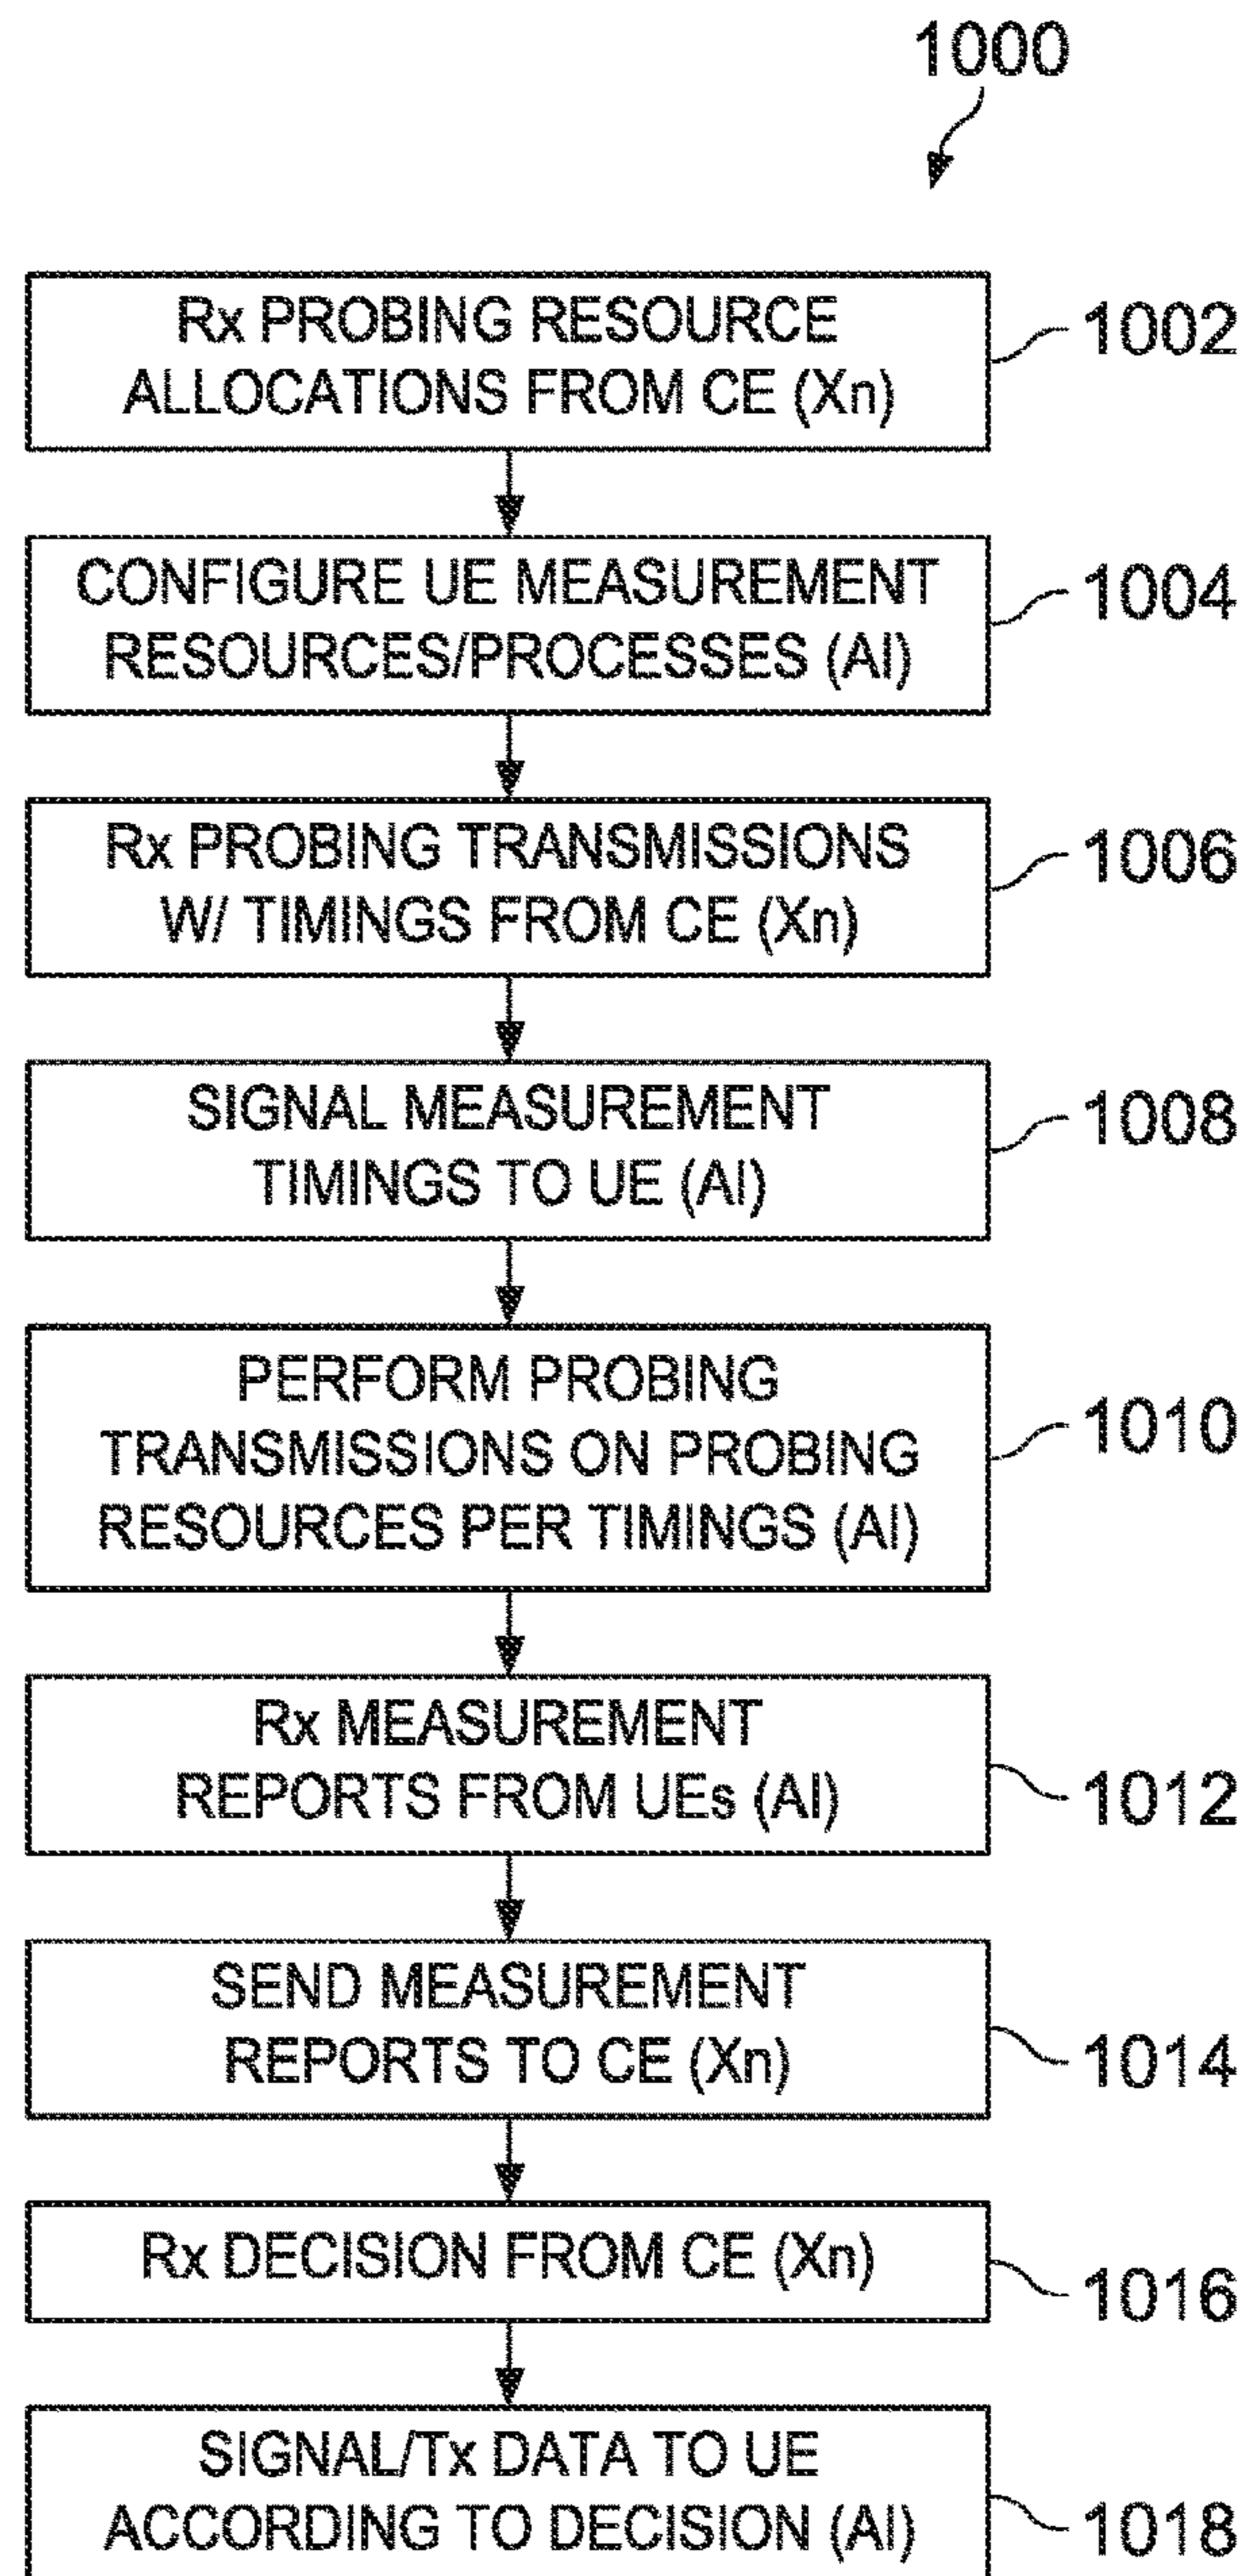 1000
Rx PROBING RESOURCE
ALLOCATIONS FROM CE (Xn)
1002
CONFIGURE UE MEASUREMENT
RESOURCES/PROCESSES (AI)
1004
Rx PROBING TRANSMISSIONS
W/ TIMINGS FROM CE (Xn)
1006
SIGNAL MEASUREMENT
TIMINGS TO UE (AI)
1008
PERFORM PROBING
TRANSMISSIONS ON PROBING
RESOURCES PER TIMINGS (AI)
1010
Rx MEASUREMENT
REPORTS FROM UEs (AI)
1012
SEND MEASUREMENT
REPORTS TO CE (Xn)
1014
Rx DECISION FROM CE (Xn)
1016
SIGNAL/Tx DATA TO UE
ACCORDING TO DECISION (AI)
1018